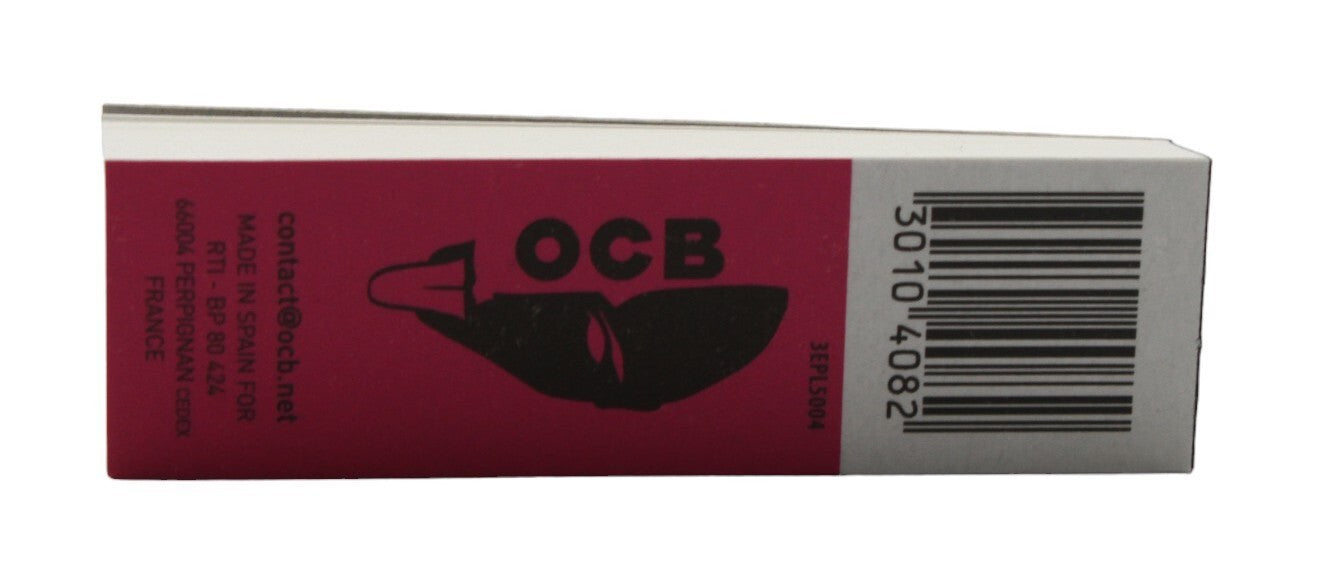 OCB
3EPL5004
contact@ocb.net
MADE IN SPAIN FOR
RTI - BP 80 424
66004 PERPIGNAN CEDEX
FRANCE
3010 4082